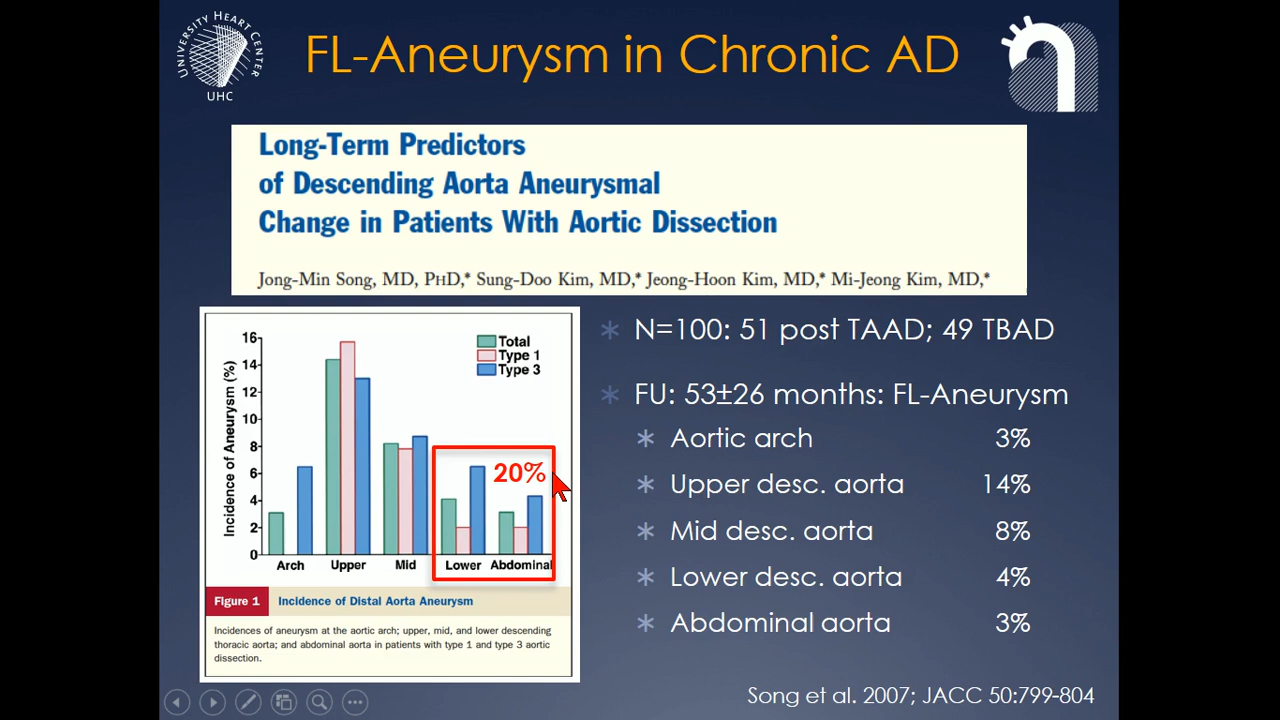 UNIVERSITY HEART CENTER
UHC
FL-Aneurysm in Chronic AD
Long-Term Predictors
of Descending Aorta Aneurysmal
Change in Patients With Aortic Dissection
Jong-Min Song, MD, PHD,* Sung-Doo Kim, MD,* Jeong-Hoon Kim, MD,* Mi-Jeong Kim, MD,*
Incidence of Aneurysm (%)
16
14
12
10
8
6
4
2
0
Total
Type 1
Type 3
20%
Arch Upper Mid Lower Abdominal
Figure 1 Incidence of Distal Aorta Aneurysm
Incidences of aneurysm at the aortic arch; upper, mid, and lower descending
thoracic aorta; and abdominal aorta in patients with type 1 and type 3 aortic
dissection.
N=100: 51 post TAAD; 49 TBAD
FU: 53±26 months: FL-Aneurysm
Aortic arch 3%
Upper desc. aorta 14%
Mid desc. aorta 8%
Lower desc. aorta 4%
Abdominal aorta 3%
Song et al. 2007; JACC 50:799-804